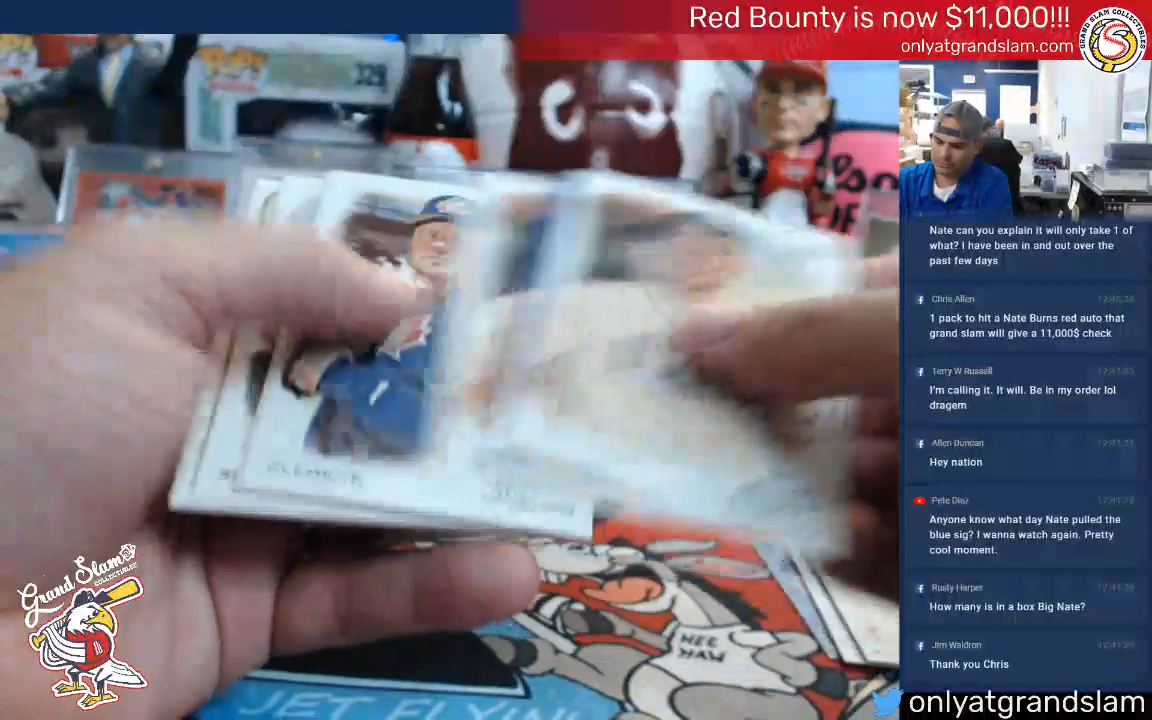 Red Bounty is now $11,000!!!
onlyatgrandslam.com
GRAND SLAM COLLECTIBLES
S
329
Nate can you explain it will only take 1 of
what? I have been in and out over the
past few days
Chris Allen
1 pack to hit a Nate Burns red auto that
grand slam will give a 11,000$ check
Terry W Russell
I'm calling it. It will. Be in my order lol
dragem
Allen Duncan
Hey nation
Pete Diaz
Anyone know what day Nate pulled the
blue sig? I wanna watch again. Pretty
cool moment.
Rusty Harper
How many is in a box Big Nate?
Jim Waldron
Thank you Chris
onlyatgrandslam
Grand Slam
COLLECTIBLES
HEE
HAW
JET FLYIN'